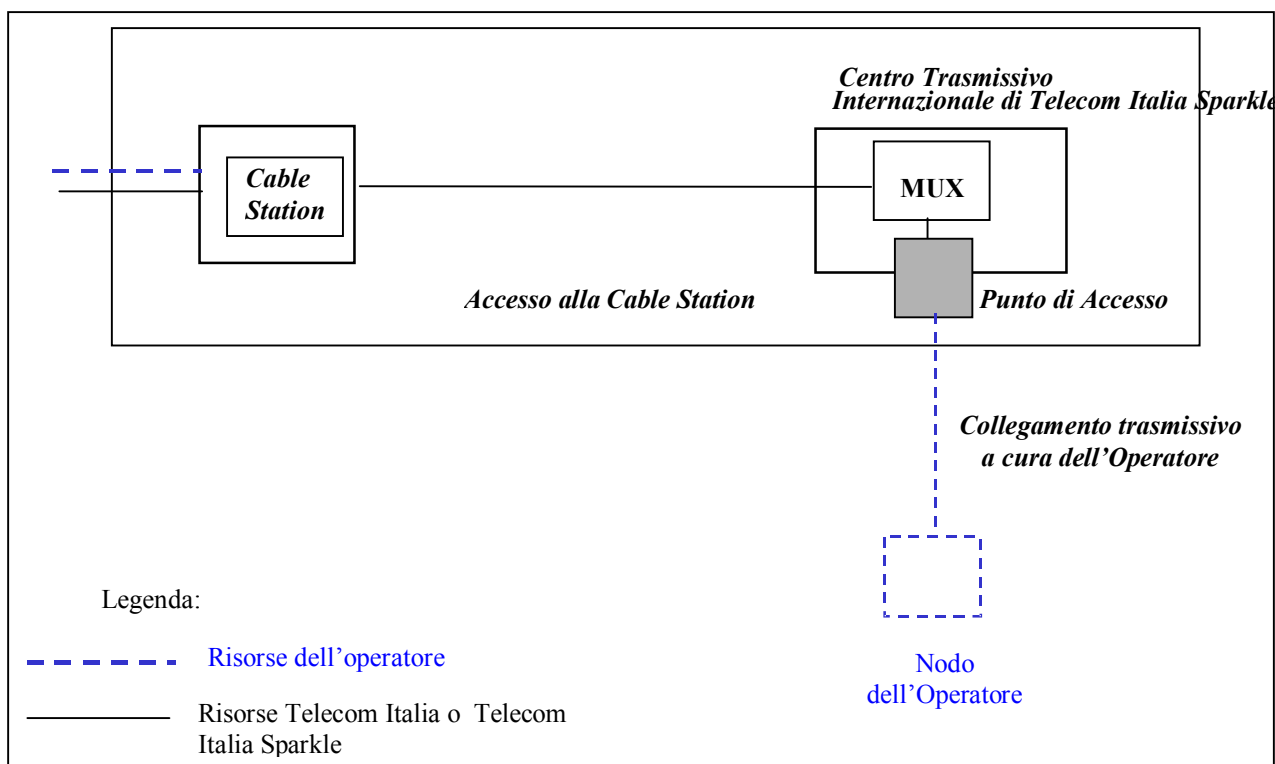 Centro Trasmissivo
Internazionale di Telecom Italia Sparkle
Cable
Station
MUX
Accesso alla Cable Station
Punto di Accesso
Collegamento trasmissivo
a cura dell’Operatore
Legenda:
Risorse dell’operatore
Nodo
dell’Operatore
Risorse Telecom Italia o Telecom
Italia Sparkle